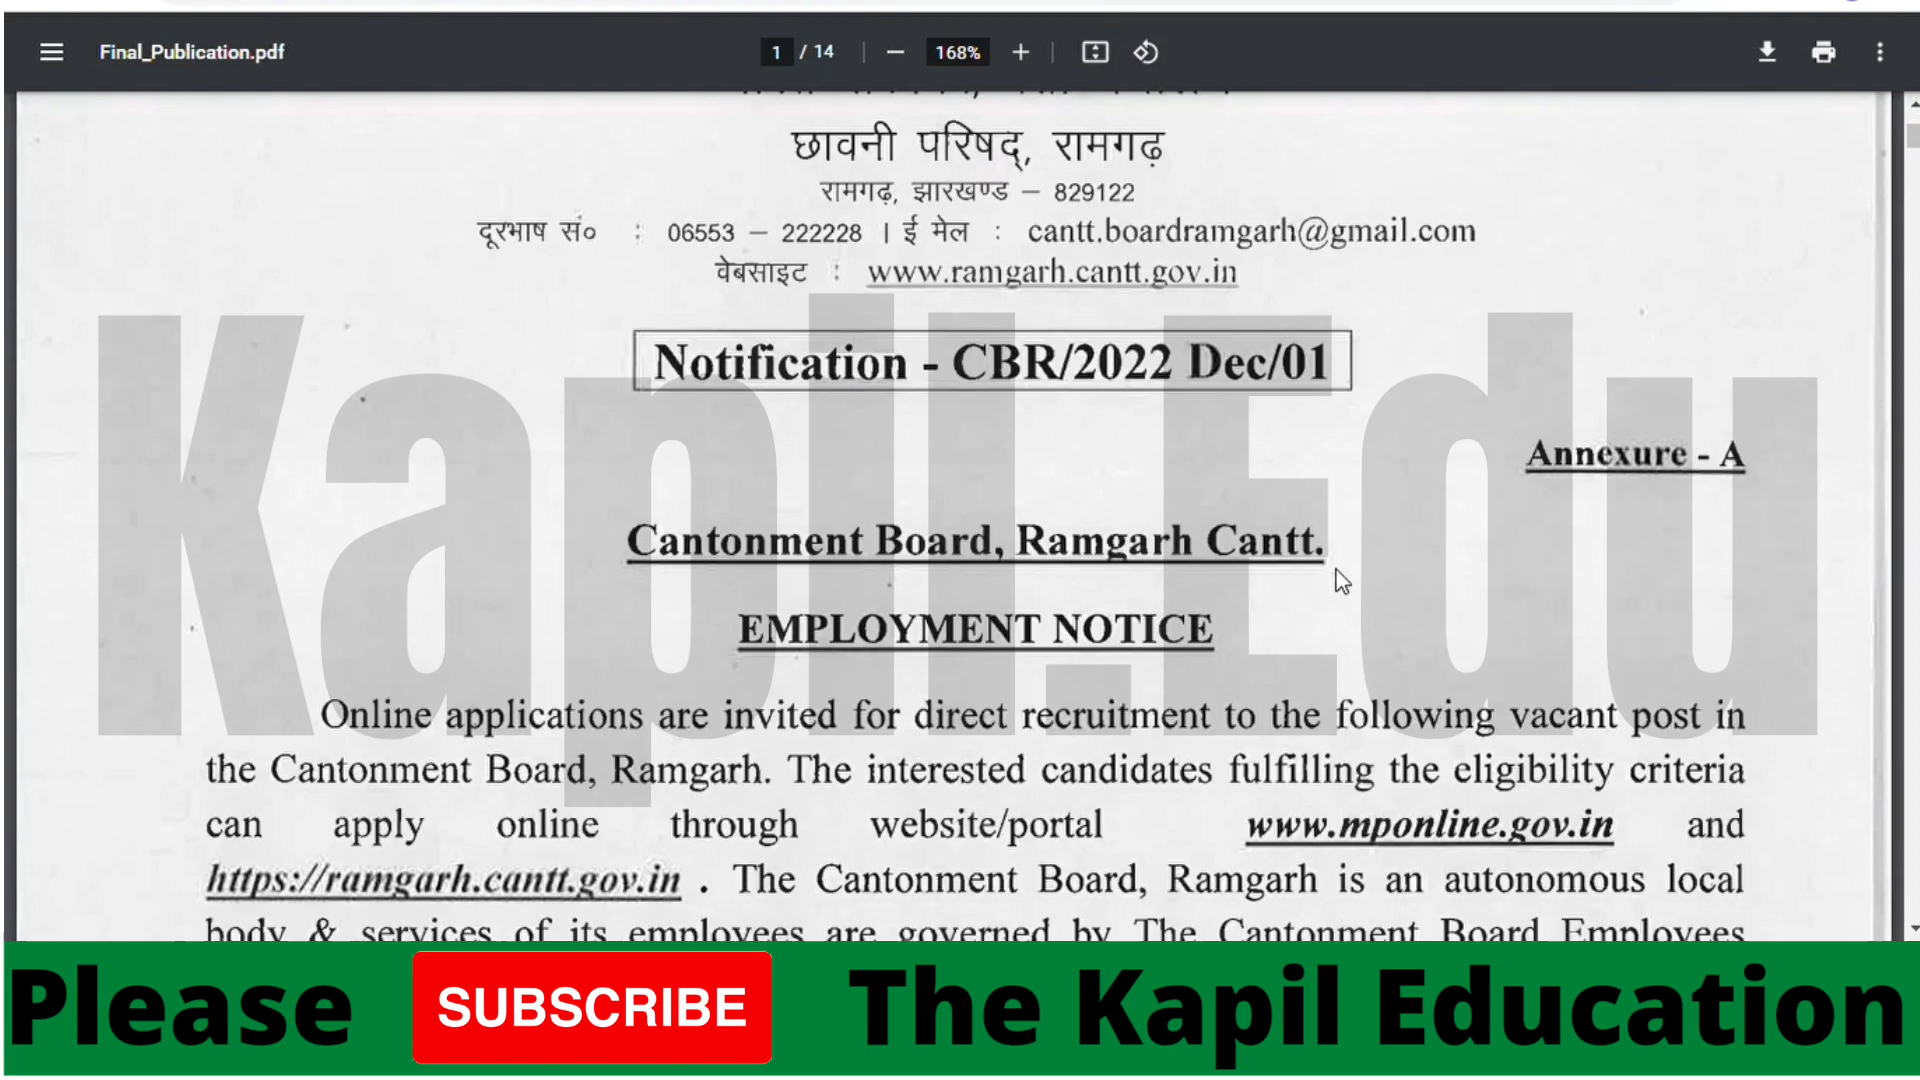 Final_Publication.pdf
1 / 14
168%
छावनी परिषद्, रामगढ़
रामगढ़, झारखण्ड – 829122
दूरभाष सं० : 06553 – 222228 । ई मेल : cantt.boardramgarh@gmail.com
वेबसाइट : www.ramgarh.cantt.gov.in
Notification - CBR/2022 Dec/01
Annexure - A
Cantonment Board, Ramgarh Cantt.
EMPLOYMENT NOTICE
Online applications are invited for direct recruitment to the following vacant post in
the Cantonment Board, Ramgarh. The interested candidates fulfilling the eligibility criteria
can apply online through website/portal www.mponline.gov.in and
https://ramgarh.cantt.gov.in . The Cantonment Board, Ramgarh is an autonomous local
body & services of its employees are governed by The Cantonment Board Employees
Kapil.Edu
Please SUBSCRIBE The Kapil Education